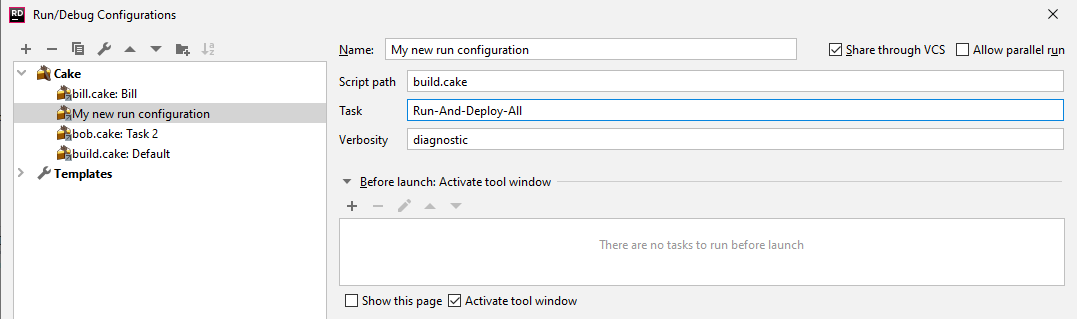 RD Run/Debug Configurations
Name: My new run configuration Share through VCS Allow parallel run
Cake
bill.cake: Bill
My new run configuration
bob.cake: Task 2
build.cake: Default
Templates
Script path build.cake
Task Run-And-Deploy-All
Verbosity diagnostic
Before launch: Activate tool window
There are no tasks to run before launch
Show this page Activate tool window